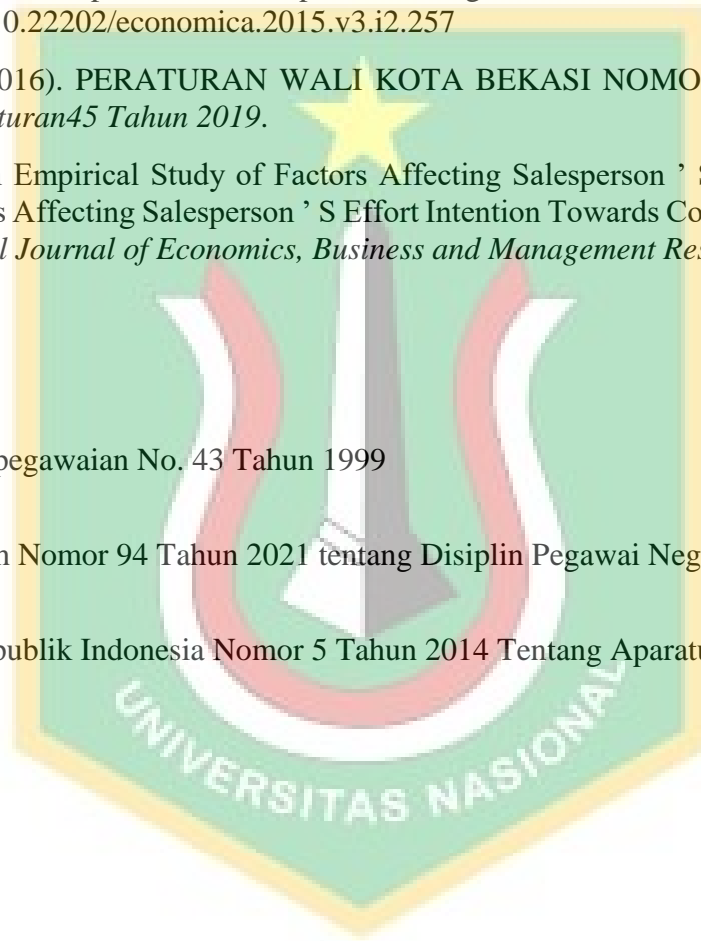 0.22202/economica.2015.v3.i2.257
016). PERATURAN WALI KOTA BEKASI NOMO
turan45 Tahun 2019.
Empirical Study of Factors Affecting Salesperson ’ S
s Affecting Salesperson ’ S Effort Intention Towards Co
l Journal of Economics, Business and Management Res
pegawaian No. 43 Tahun 1999
n Nomor 94 Tahun 2021 tentang Disiplin Pegawai Neg
publik Indonesia Nomor 5 Tahun 2014 Tentang Aparatu
UNIVERSITAS NASIONAL